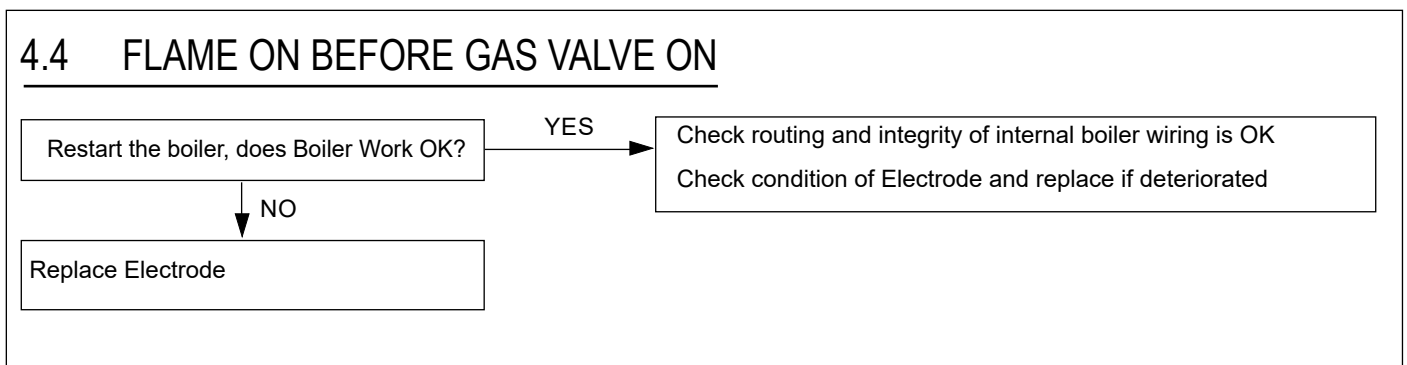 4.4 FLAME ON BEFORE GAS VALVE ON
Restart the boiler, does Boiler Work OK?
YES
Check routing and integrity of internal boiler wiring is OK
Check condition of Electrode and replace if deteriorated
NO
Replace Electrode